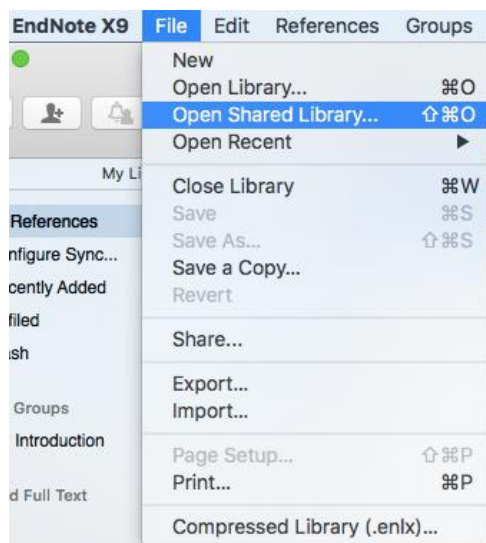 EndNote X9 File Edit References Groups
New
Open Library... ⌘O
Open Shared Library... ⇧⌘O
Open Recent ▶
My Li
Close Library ⌘W
References
Save ⌘S
Save As... ⇧⌘S
nfigure Sync...
Save a Copy...
cently Added
Revert
filed
Share...
ash
Export...
Groups
Import...
Introduction
Page Setup... ⇧⌘P
Print... ⌘P
d Full Text
Compressed Library (.enlx)...